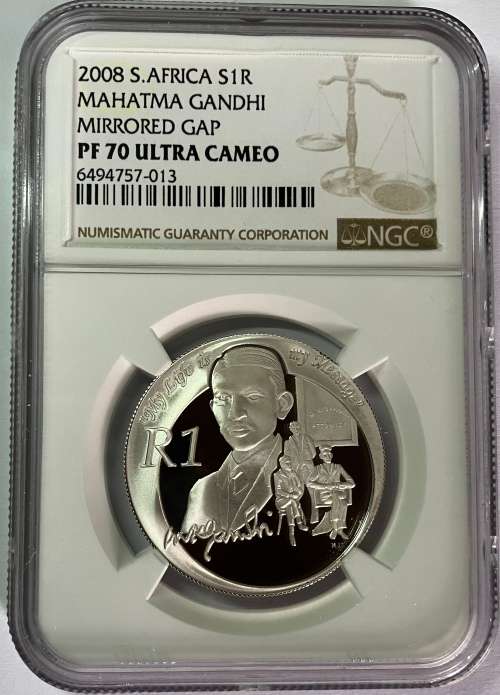 2008 S.AFRICA S1R
MAHATMA GANDHI
MIRRORED GAP
PF 70 ULTRA CAMEO
6494757-013
NUMISMATIC GUARANTY CORPORATION NGC®
My Life is my Message
R1